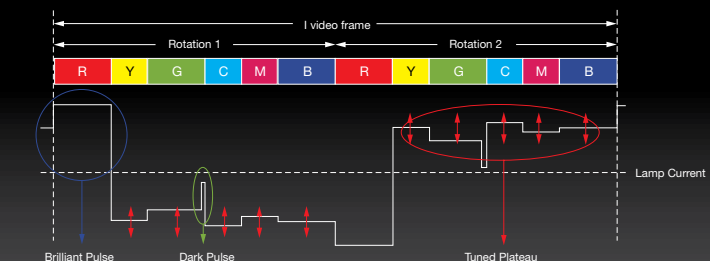 I video frame
Rotation 1 Rotation 2
R Y G C M B R Y G C M B
Lamp Current
Brilliant Pulse Dark Pulse Tuned Plateau